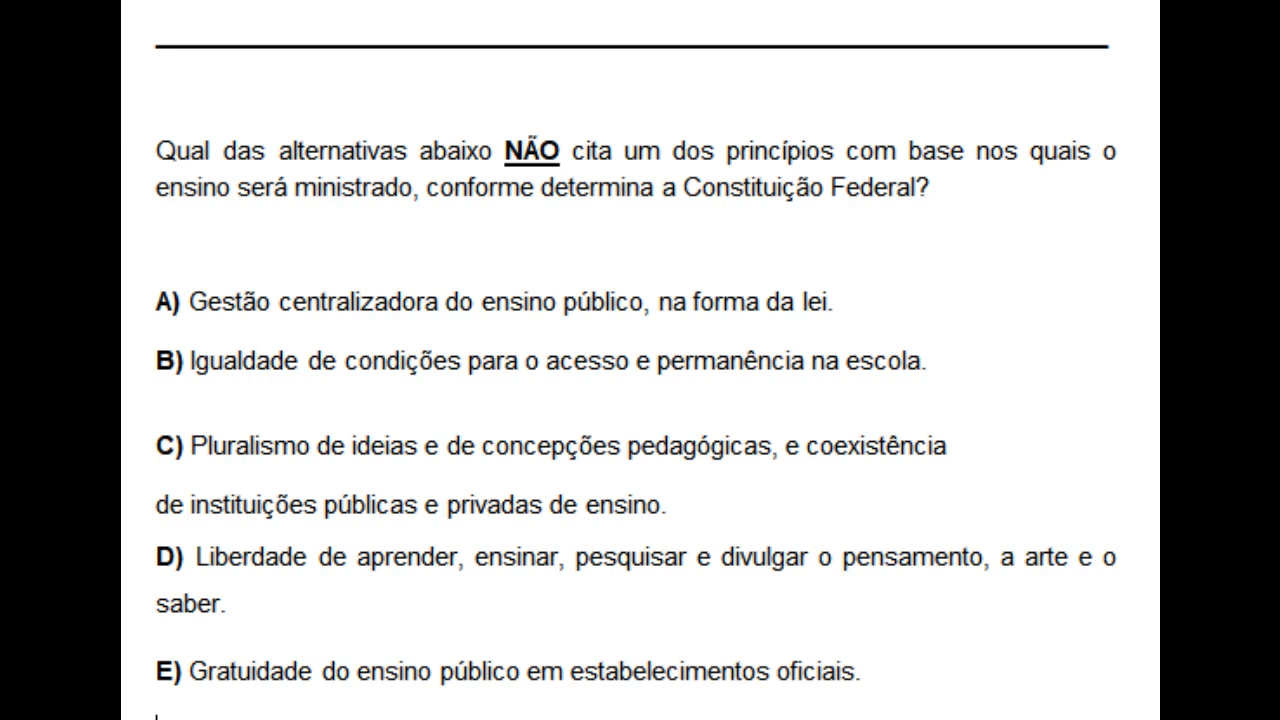 Qual das alternativas abaixo NÃO cita um dos princípios com base nos quais o
ensino será ministrado, conforme determina a Constituição Federal?
A) Gestão centralizadora do ensino público, na forma da lei.
B) Igualdade de condições para o acesso e permanência na escola.
C) Pluralismo de ideias e de concepções pedagógicas, e coexistência
de instituições públicas e privadas de ensino.
D) Liberdade de aprender, ensinar, pesquisar e divulgar o pensamento, a arte e o
saber.
E) Gratuidade do ensino público em estabelecimentos oficiais.